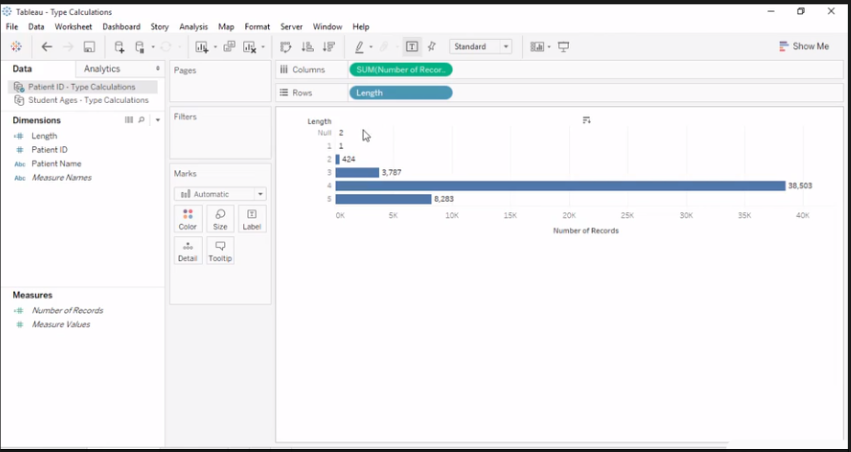 Tableau - Type Calculations
File Data Worksheet Dashboard Story Analysis Map Format Server Window Help
Standard
Show Me
Data Analytics
Patient ID - Type Calculations
Student Ages - Type Calculations
Dimensions
Length
# Patient ID
Abc Patient Name
Abc Measure Names
Measures
# Number of Records
# Measure Values
Pages
Filters
Marks
Automatic
Color Size Label
Detail Tooltip
Columns SUM(Number of Recor..
Rows Length
Length
Null 2
1 1
2 424
3 3,787
4 38,503
5 8,283
0K 5K 10K 15K 20K 25K 30K 35K 40K
Number of Records